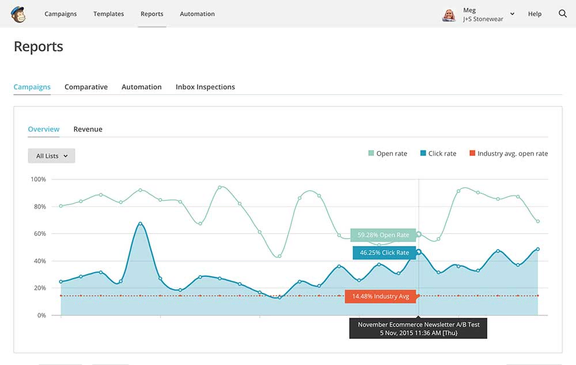 Campaigns Templates Reports Automation
Meg
J+S Stonewear
Help
Reports
Campaigns Comparative Automation Inbox Inspections
Overview Revenue
All Lists
Open rate Click rate Industry avg. open rate
100%
80%
60%
40%
20%
0%
59.28% Open Rate
46.25% Click Rate
14.48% Industry Avg
November Ecommerce Newsletter A/B Test
5 Nov, 2015 11:36 AM [Thu]